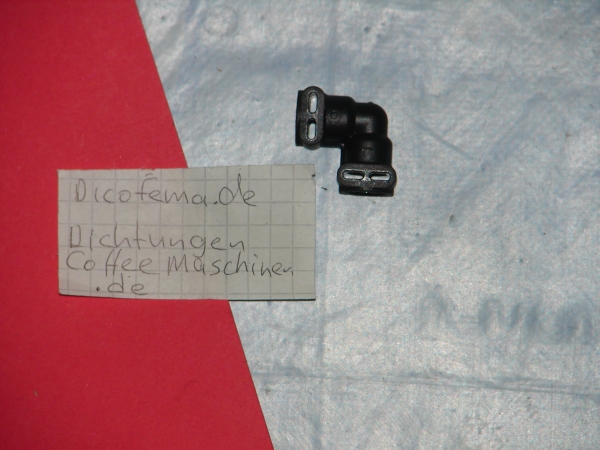 Dicofema.de
Dichtungen
Coffee Maschinen
.de